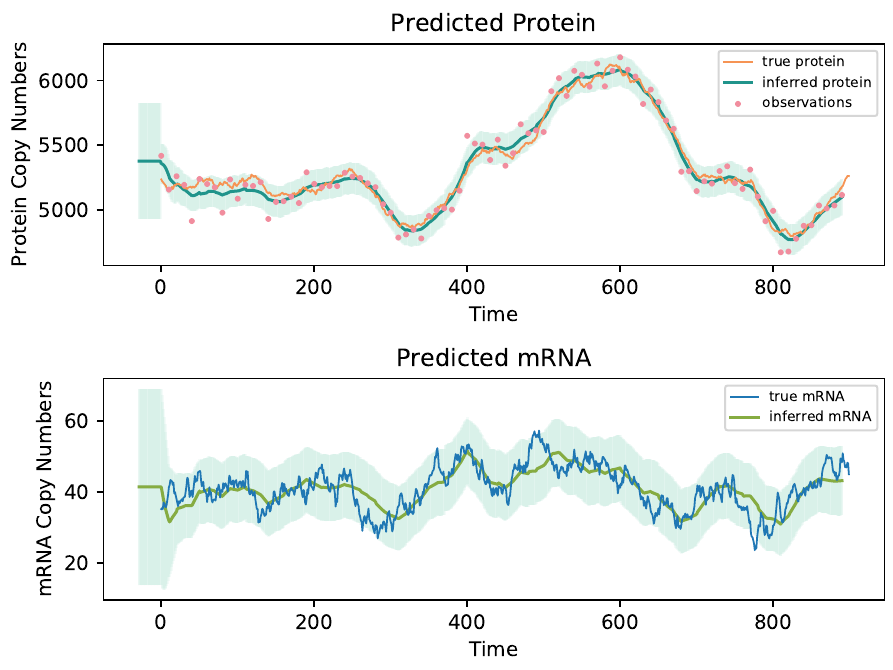 Predicted Protein
Protein Copy Numbers
6000
5500
5000
true protein
inferred protein
observations
0 200 400 600 800
Time
Predicted mRNA
mRNA Copy Numbers
60
40
20
true mRNA
inferred mRNA
0 200 400 600 800
Time